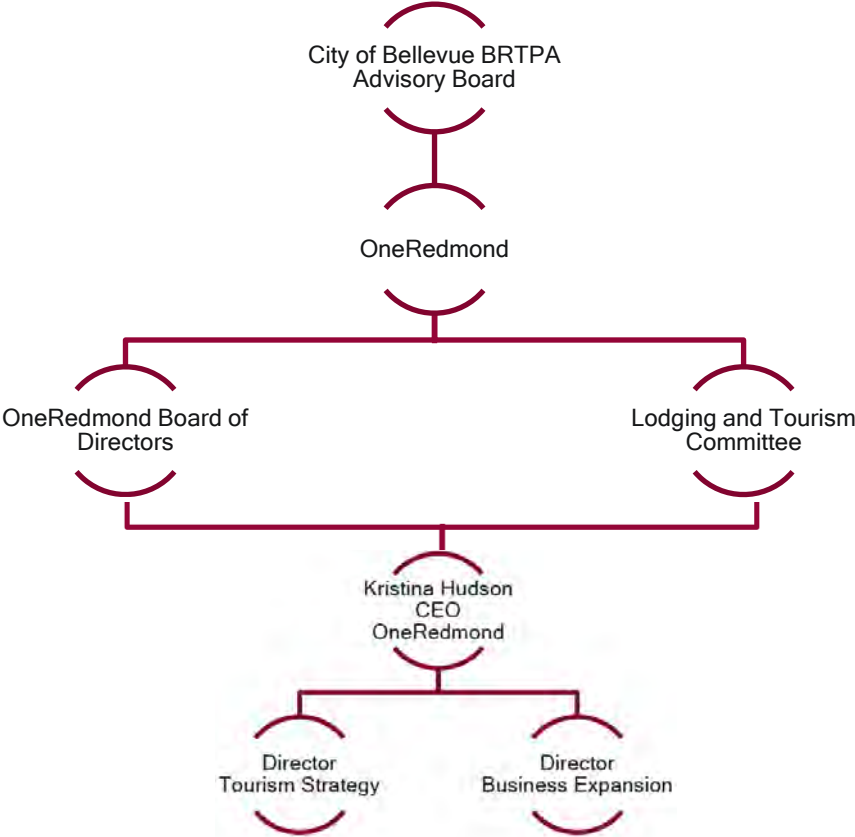 City of Bellevue BRTPA
Advisory Board
OneRedmond
OneRedmond Board of
Directors
Lodging and Tourism
Committee
Kristina Hudson
CEO
OneRedmond
Director
Tourism Strategy
Director
Business Expansion